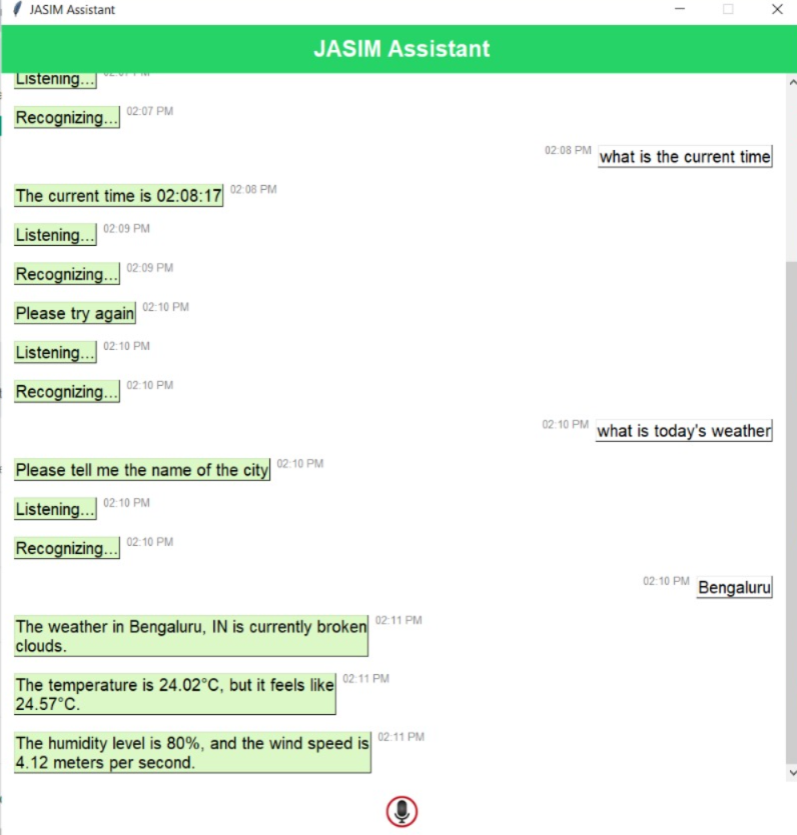 JASIM Assistant
JASIM Assistant
Listening...
Recognizing... 02:07 PM
02:08 PM what is the current time
The current time is 02:08:17 02:08 PM
Listening... 02:09 PM
Recognizing... 02:09 PM
Please try again 02:10 PM
Listening... 02:10 PM
Recognizing... 02:10 PM
02:10 PM what is today's weather
Please tell me the name of the city 02:10 PM
Listening... 02:10 PM
Recognizing... 02:10 PM
02:10 PM Bengaluru
The weather in Bengaluru, IN is currently broken 02:11 PM
clouds.
The temperature is 24.02°C, but it feels like 02:11 PM
24.57°C.
The humidity level is 80%, and the wind speed is 02:11 PM
4.12 meters per second.